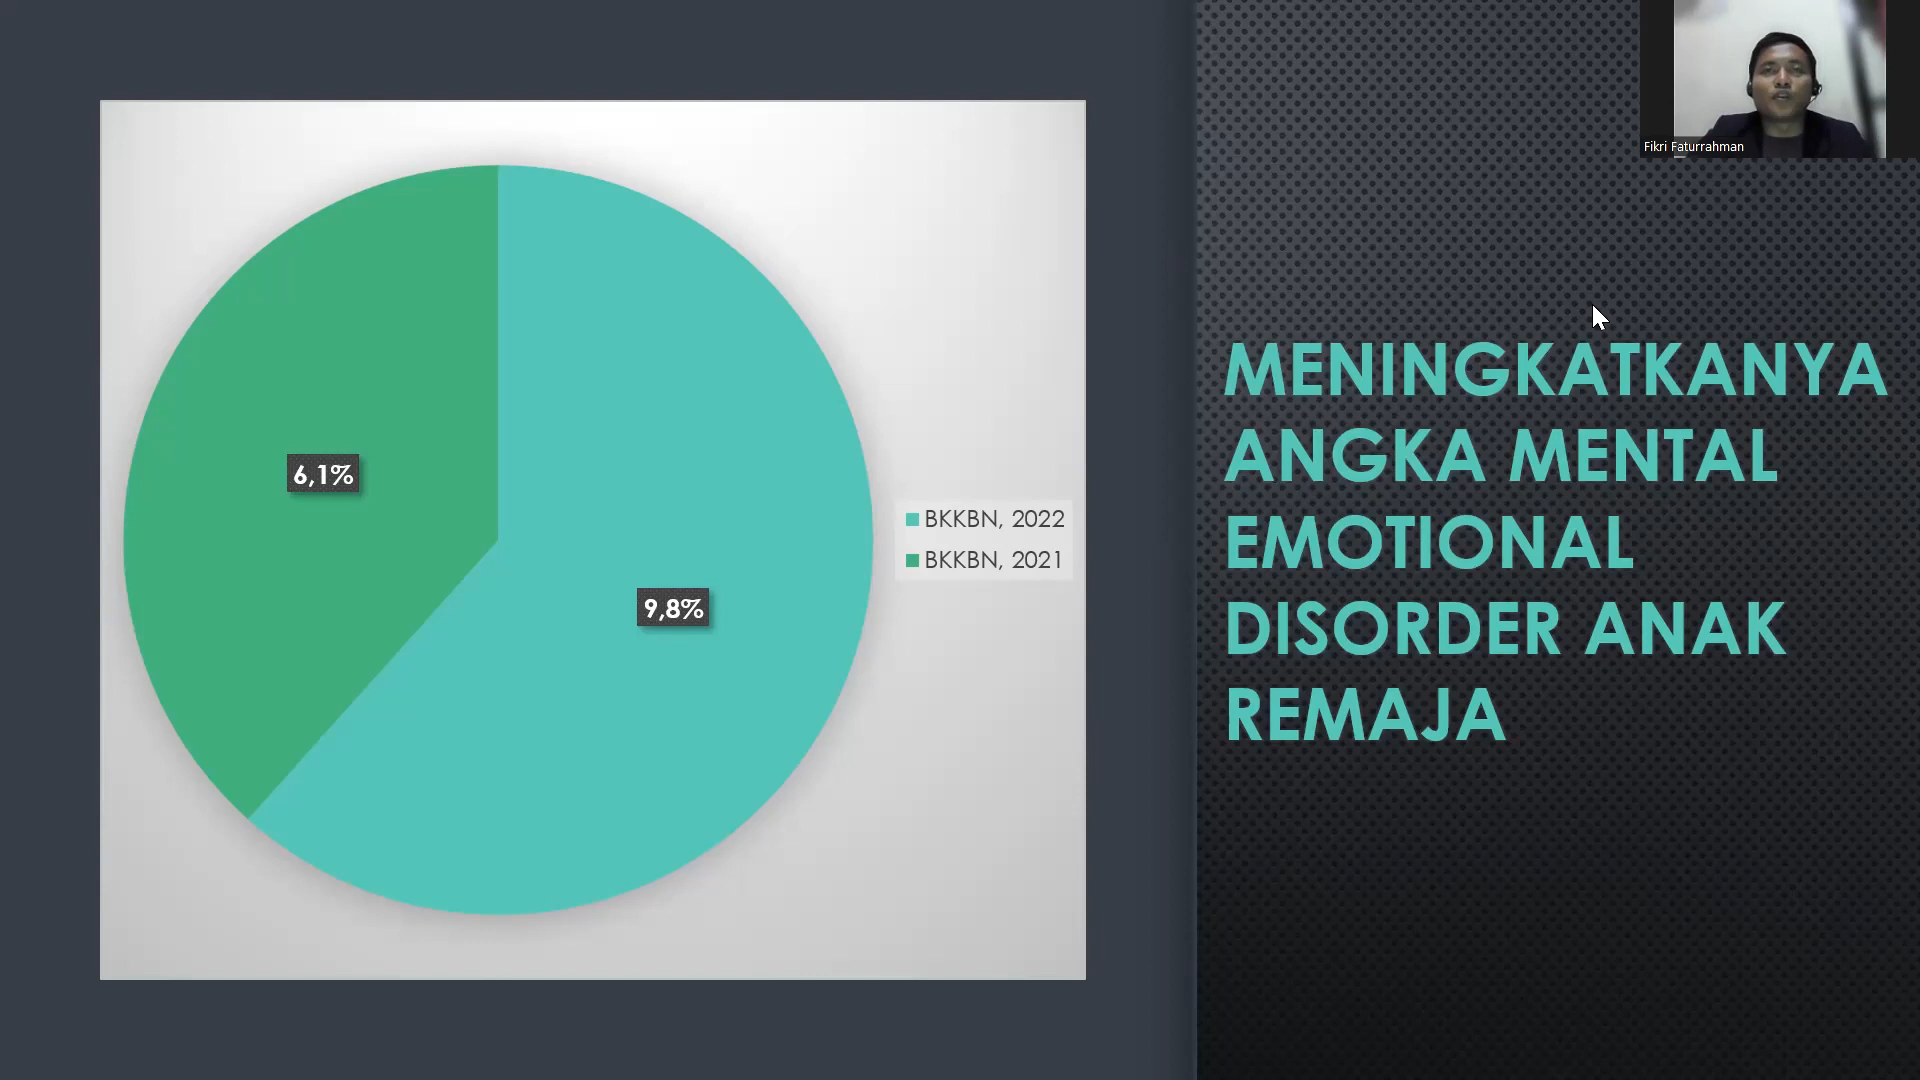 6,1%
9,8%
BKKBN, 2022
BKKBN, 2021
MENINGKATKANYA
ANGKA MENTAL
EMOTIONAL
DISORDER ANAK
REMAJA
Fikri Faturrahman